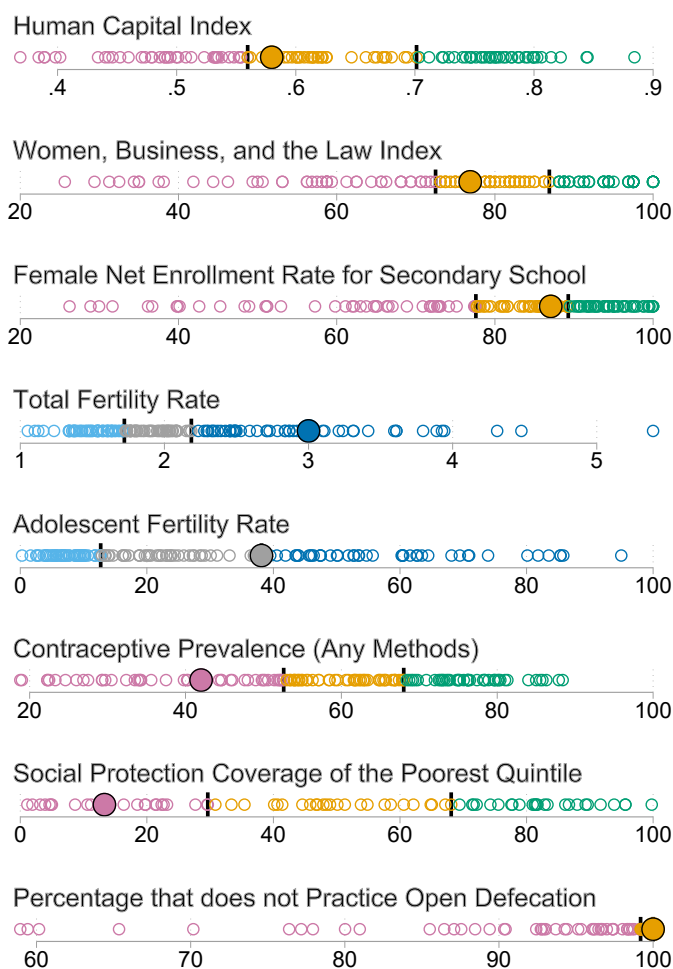 Human Capital Index
.4 .5 .6 .7 .8 .9
Women, Business, and the Law Index
20 40 60 80 100
Female Net Enrollment Rate for Secondary School
20 40 60 80 100
Total Fertility Rate
1 2 3 4 5
Adolescent Fertility Rate
0 20 40 60 80 100
Contraceptive Prevalence (Any Methods)
20 40 60 80 100
Social Protection Coverage of the Poorest Quintile
0 20 40 60 80 100
Percentage that does not Practice Open Defecation
60 70 80 90 100